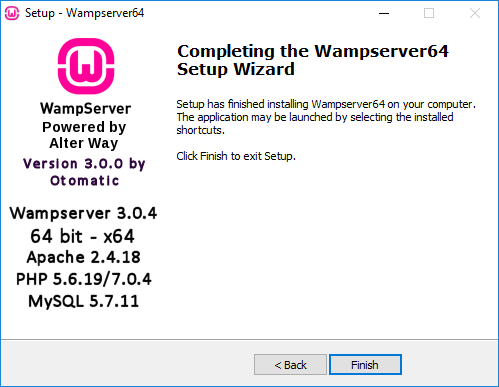 Setup - Wampserver64
WampServer
Powered by
Alter Way
Version 3.0.0 by
Otomatic
Wampserver 3.0.4
64 bit - x64
Apache 2.4.18
PHP 5.6.19/7.0.4
MySQL 5.7.11
Completing the Wampserver64
Setup Wizard
Setup has finished installing Wampserver64 on your computer.
The application may be launched by selecting the installed
shortcuts.
Click Finish to exit Setup.
< Back
Finish